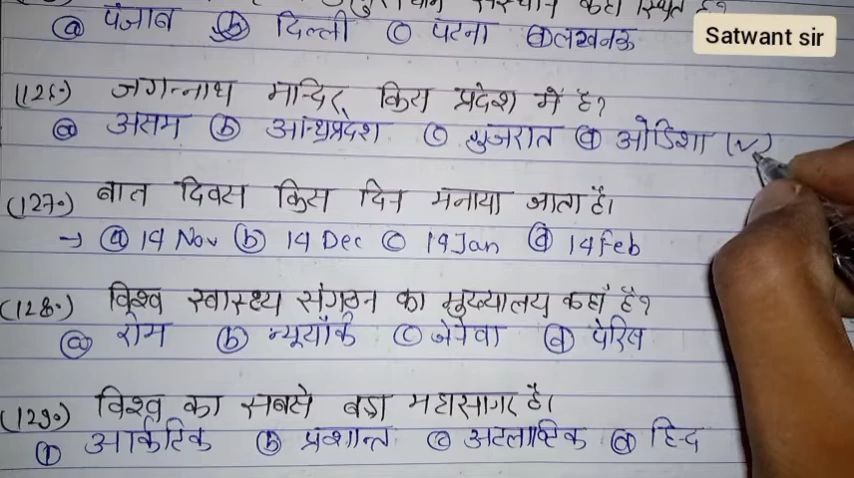 संस्थान कहाँ स्थित है?
(a) पंजाब (b) दिल्ली (c) पटना (d) लखनऊ
Satwant sir
(126.) जगन्नाथ मन्दिर किस प्रदेश में है?
(a) असम (b) आन्ध्रप्रदेश (c) गुजरात (d) ओडिशा (✓)
(127.) बाल दिवस किस दिन मनाया जाता है।
→ (a) 14 Nov (b) 14 Dec (c) 14 Jan (d) 14 Feb
(128.) विश्व स्वास्थ्य संगठन का मुख्यालय कहाँ है?
(a) रोम (b) न्यूयॉर्क (c) जेनेवा (d) पेरिस
(129.) विश्व का सबसे बड़ा महासागर है।
(a) आर्कटिक (b) प्रशान्त (c) अटलाण्टिक (d) हिन्द